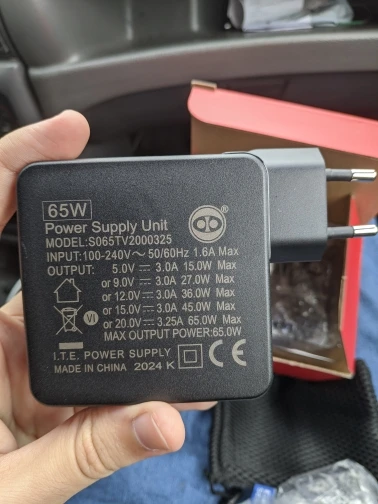 65W
Power Supply Unit
MODEL:S065TV2000325
INPUT:100-240V～50/60Hz 1.6A Max
OUTPUT: 5.0V⎓3.0A 15.0W Max
or 9.0V⎓3.0A 27.0W Max
or 12.0V⎓3.0A 36.0W Max
or 15.0V⎓3.0A 45.0W Max
or 20.0V⎓3.25A 65.0W Max
MAX OUTPUT POWER:65.0W
VI
I.T.E. POWER SUPPLY
MADE IN CHINA 2024 K
CE
®